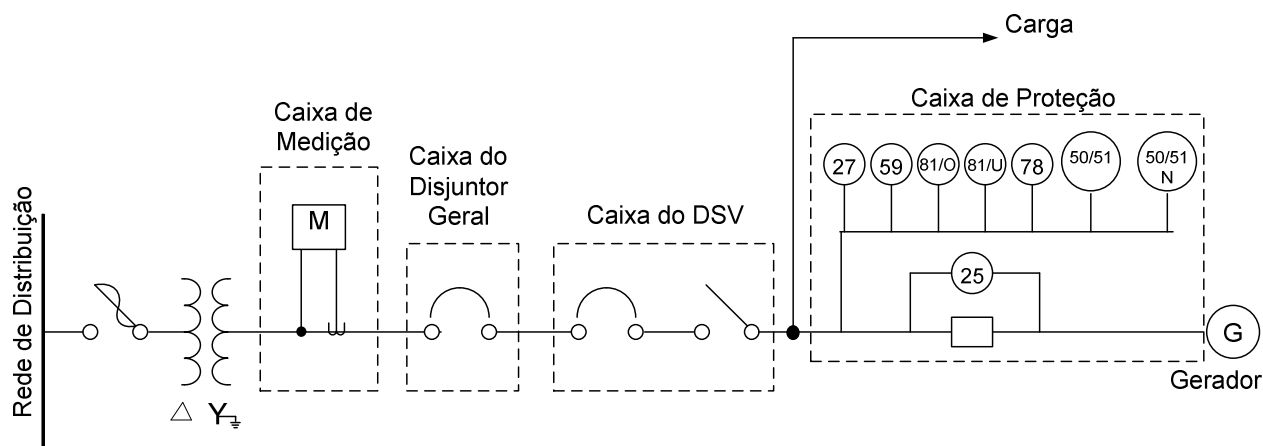 Rede de Distribuição
Caixa de
Medição
M
Caixa do
Disjuntor
Geral
Caixa do DSV
Carga
Caixa de Proteção
27
59
81/O
81/U
78
50/51
50/51
N
25
G
Gerador
Y